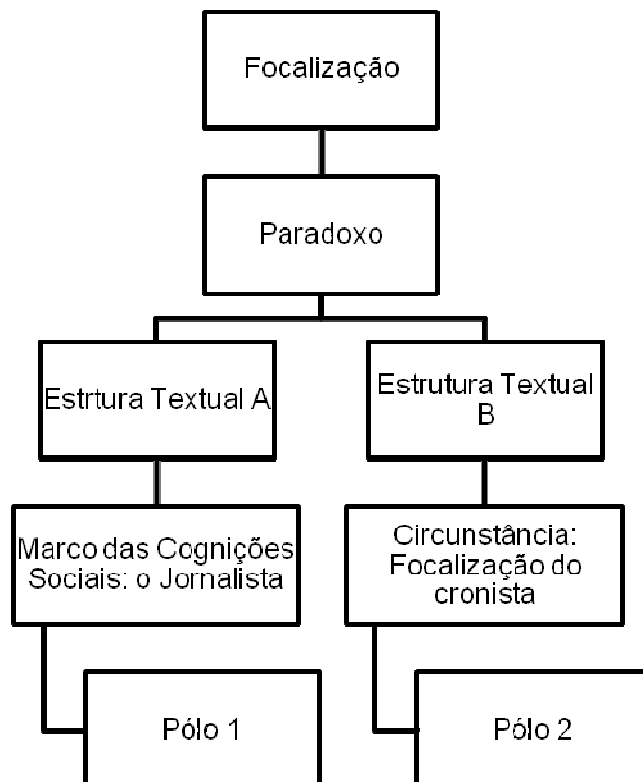 Focalização
Paradoxo
Estrtura Textual A
Estrutura Textual
B
Marco das Cognições
Sociais: o Jornalista
Circunstância:
Focalização do
cronista
Pólo 1
Pólo 2